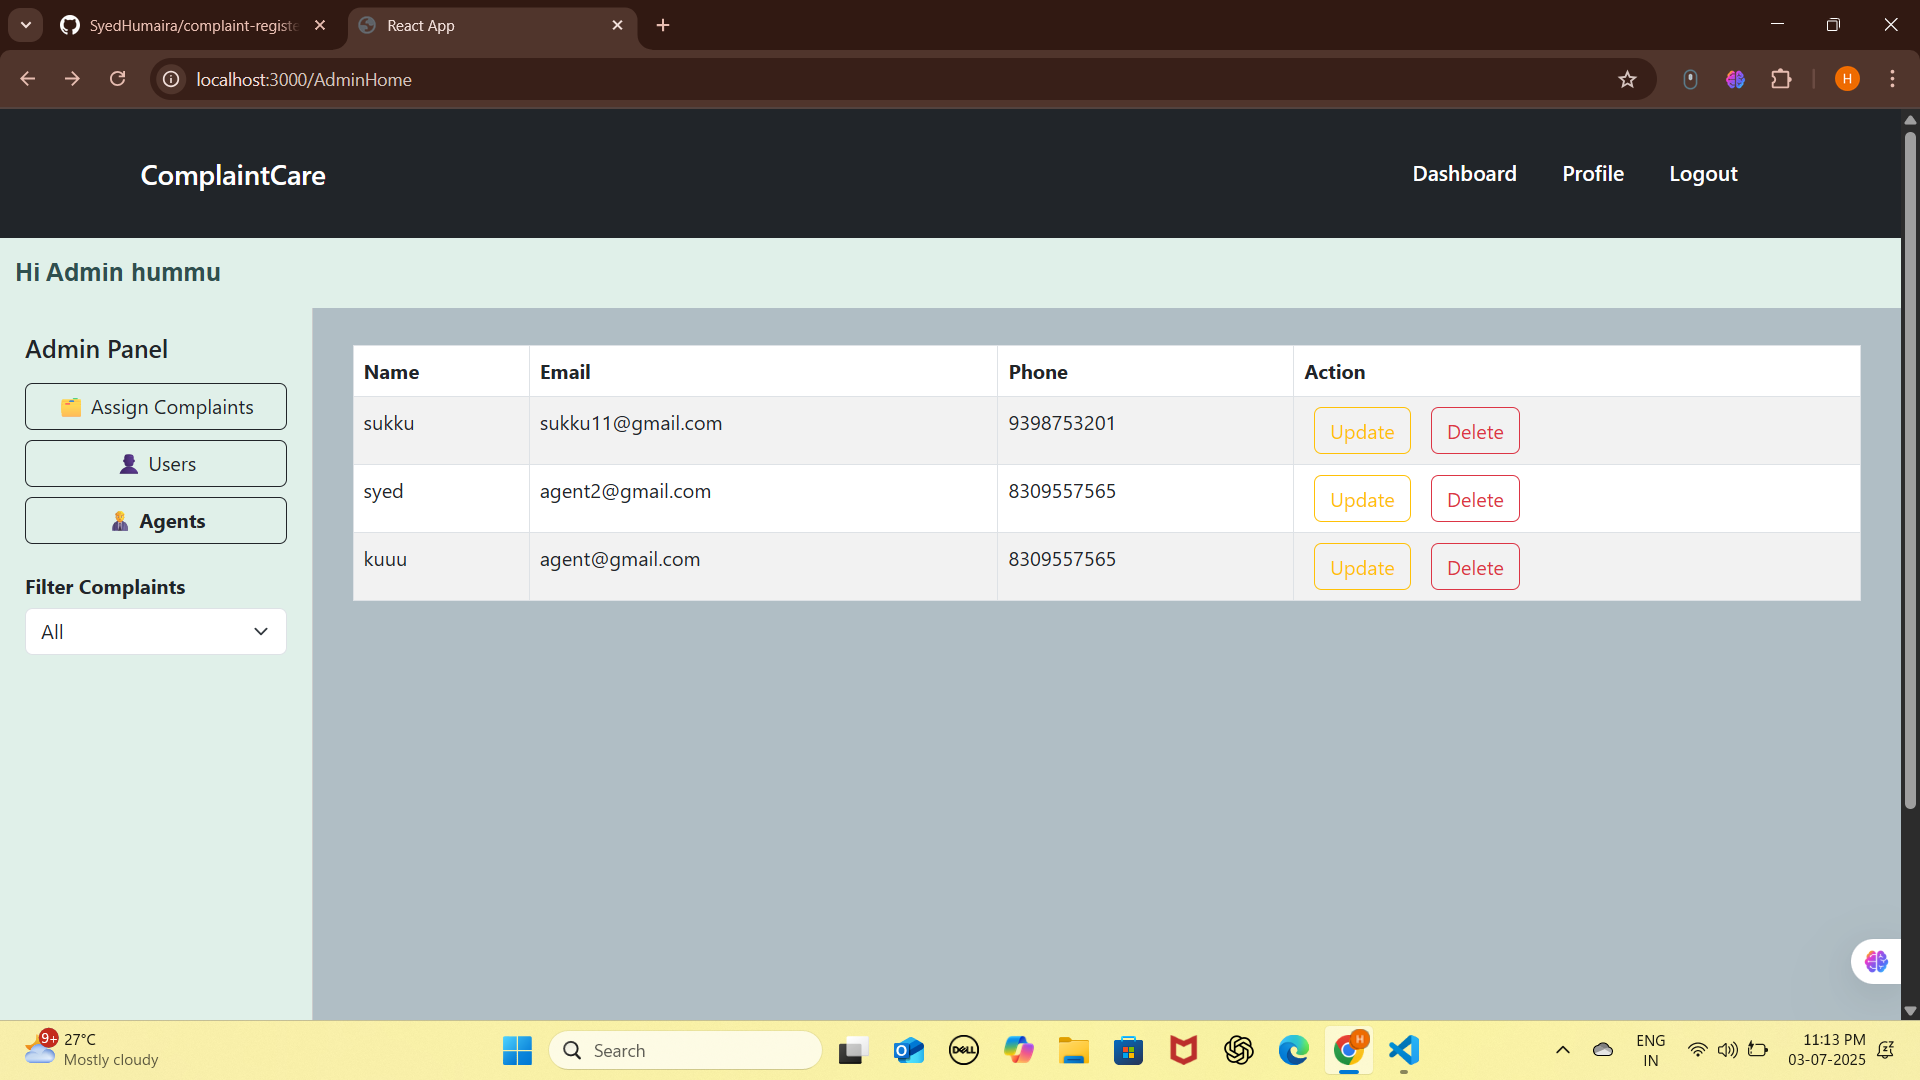 SyedHumaira/complaint-registe
React App
localhost:3000/AdminHome
H
ComplaintCare
Dashboard Profile Logout
Hi Admin hummu
Admin Panel
Assign Complaints
Users
Agents
Filter Complaints
All
Name Email Phone Action
sukku sukku11@gmail.com 9398753201 Update Delete
syed agent2@gmail.com 8309557565 Update Delete
kuuu agent@gmail.com 8309557565 Update Delete
9+
27°C
Mostly cloudy
Search
DELL
H
ENG
IN
11:13 PM
03-07-2025